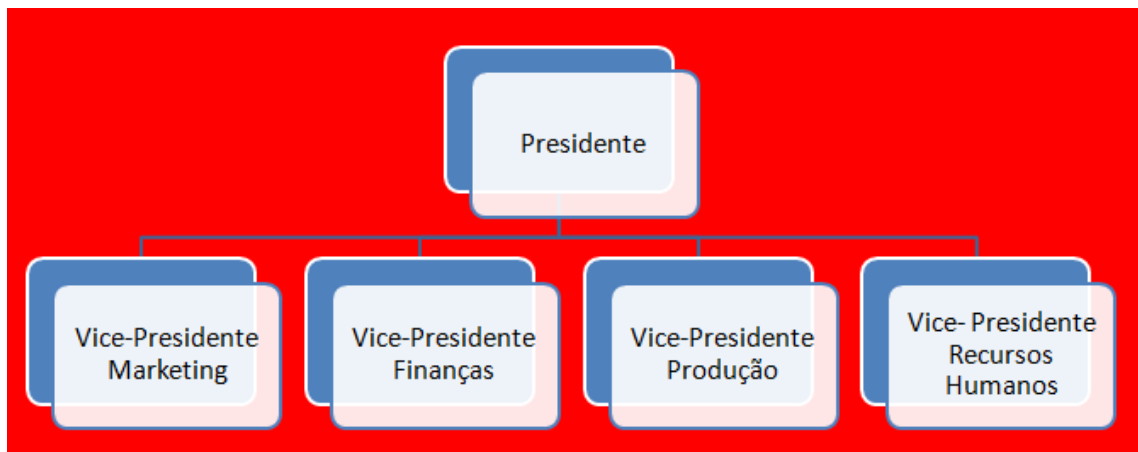 Presidente
Vice-Presidente
Marketing
Vice-Presidente
Finanças
Vice-Presidente
Produção
Vice- Presidente
Recursos
Humanos